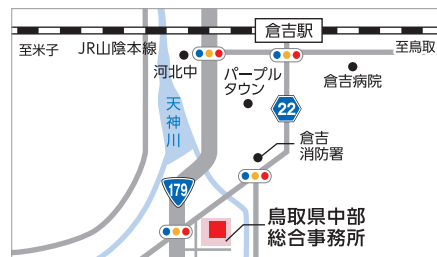 倉吉駅
至米子
JR山陰本線
至鳥取
河北中
パープル
タウン
倉吉病院
天神川
22
倉吉
消防署
179
鳥取県中部
総合事務所